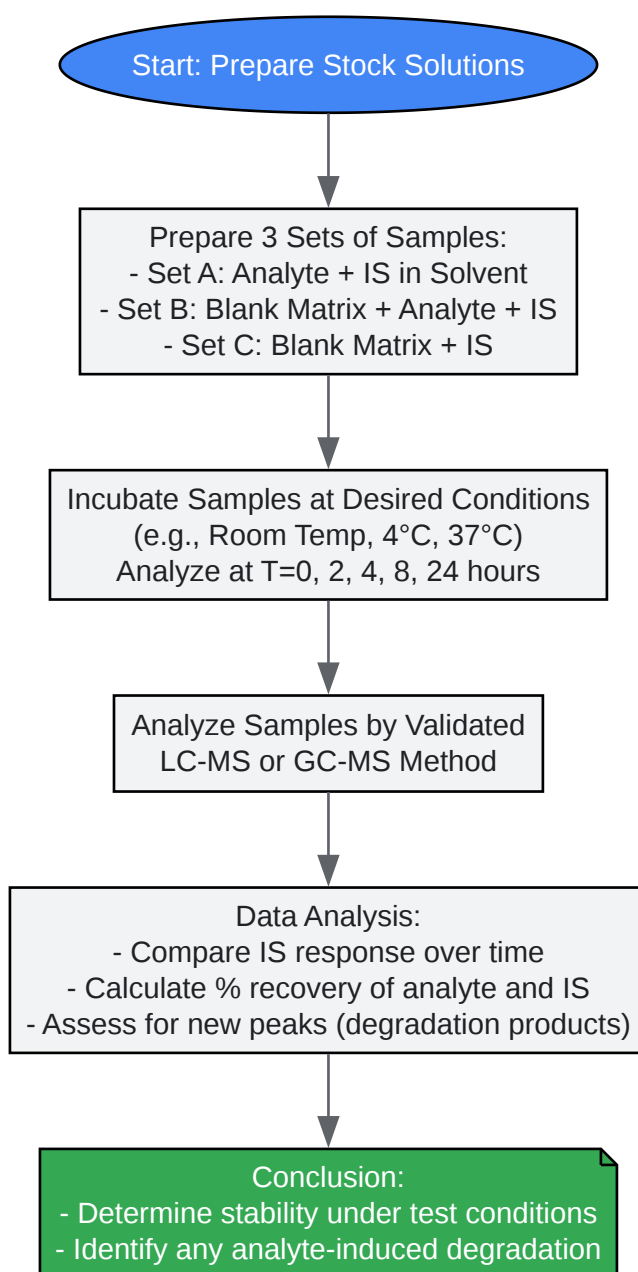 Start: Prepare Stock Solutions
Prepare 3 Sets of Samples:
- Set A: Analyte + IS in Solvent
- Set B: Blank Matrix + Analyte + IS
- Set C: Blank Matrix + IS
Incubate Samples at Desired Conditions
(e.g., Room Temp, 4°C, 37°C)
Analyze at T=0, 2, 4, 8, 24 hours
Analyze Samples by Validated
LC-MS or GC-MS Method
Data Analysis:
- Compare IS response over time
- Calculate % recovery of analyte and IS
- Assess for new peaks (degradation products)
Conclusion:
- Determine stability under test conditions
- Identify any analyte-induced degradation